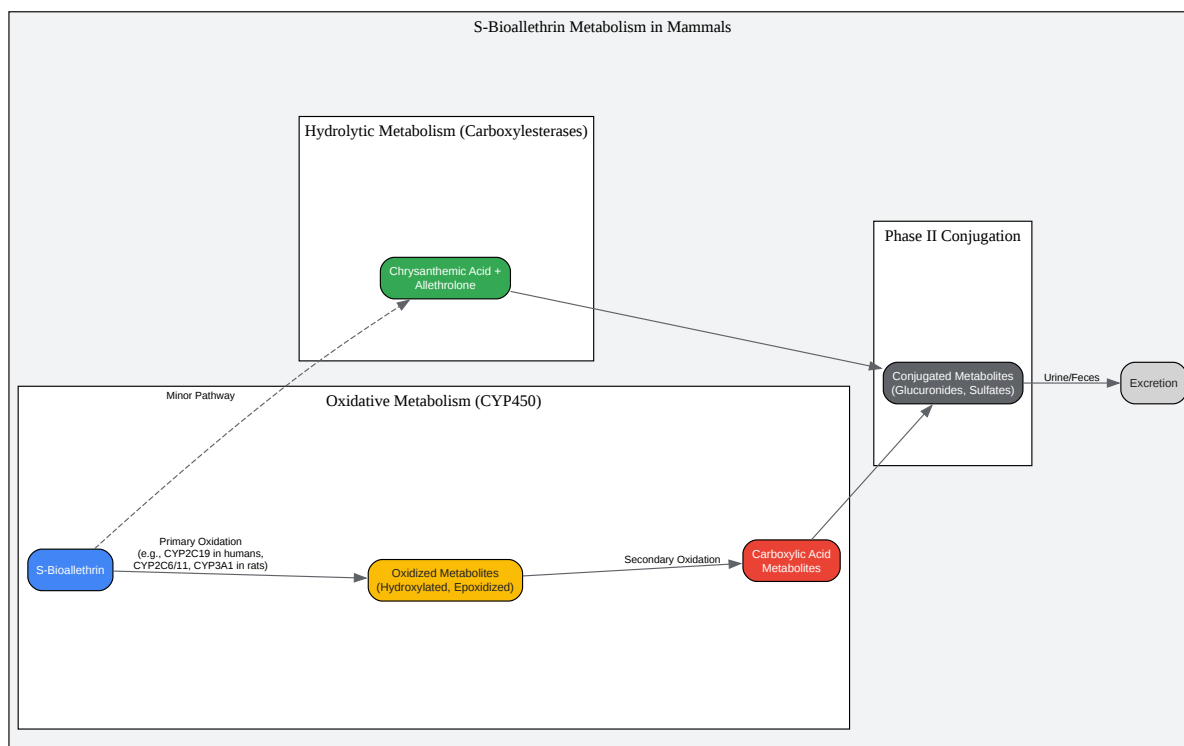 S-Bioallethrin Metabolism in Mammals
Hydrolytic Metabolism (Carboxylesterases)
Chrysanthemic Acid +
Allethrolone
Phase II Conjugation
Conjugated Metabolites
(Glucuronides, Sulfates)
Urine/Feces
Excretion
Minor Pathway
Oxidative Metabolism (CYP450)
S-Bioallethrin
Primary Oxidation
(e.g., CYP2C19 in humans,
CYP2C6/11, CYP3A1 in rats)
Oxidized Metabolites
(Hydroxylated, Epoxidized)
Secondary Oxidation
Carboxylic Acid
Metabolites